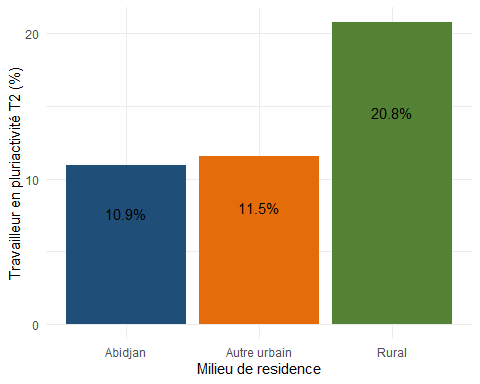 Travailleur en pluriactivité T2 (%)
20
10
0
10.9%
11.5%
20.8%
Abidjan
Autre urbain
Rural
Milieu de residence